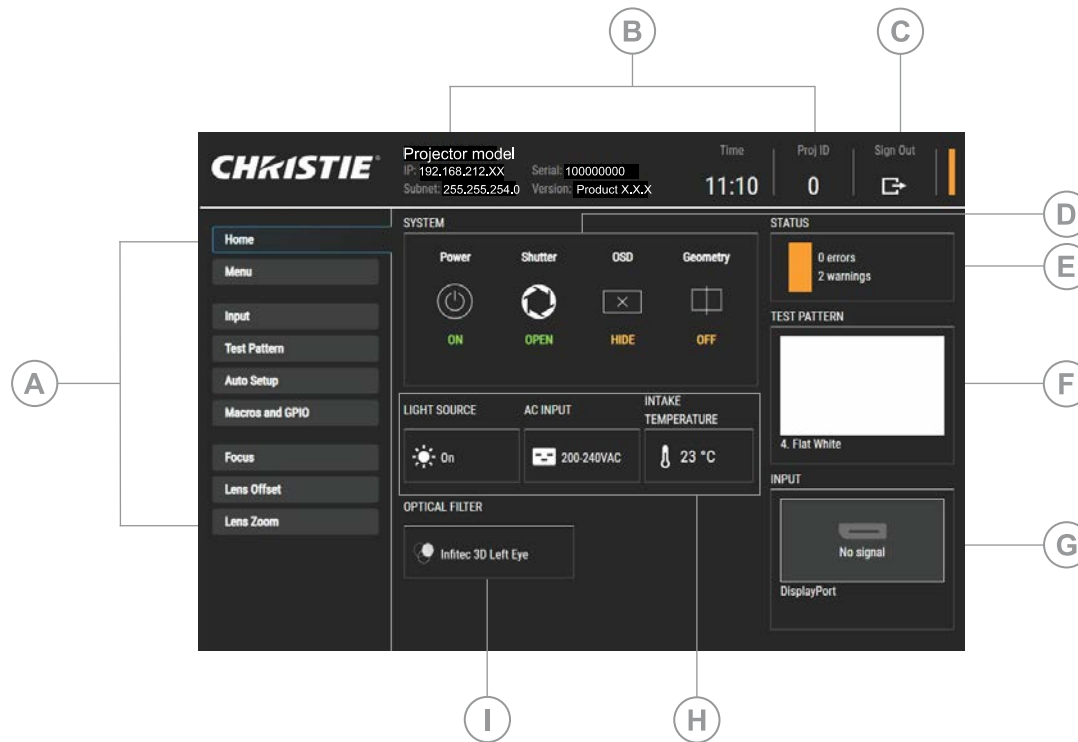 B
C
CHRISTIE®
Projector model
IP: 192.168.212.XX Serial: 100000000
Subnet: 255.255.254.0 Version: Product X.X.X
Time
11:10
Proj ID
0
Sign Out
A
Home
Menu
Input
Test Pattern
Auto Setup
Macros and GPIO
Focus
Lens Offset
Lens Zoom
SYSTEM
Power Shutter OSD Geometry
ON OPEN HIDE OFF
LIGHT SOURCE
On
AC INPUT
200-240VAC
INTAKE
TEMPERATURE
23 °C
OPTICAL FILTER
Infitec 3D Left Eye
D
STATUS
0 errors
2 warnings
E
TEST PATTERN
4. Flat White
F
INPUT
No signal
DisplayPort
G
I
H